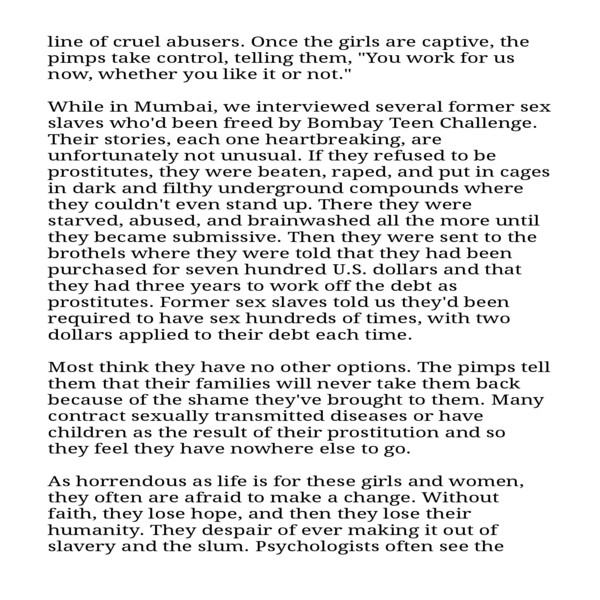 line of cruel abusers. Once the girls are captive, the
pimps take control, telling them, "You work for us
now, whether you like it or not."
While in Mumbai, we interviewed several former sex
slaves who'd been freed by Bombay Teen Challenge.
Their stories, each one heartbreaking, are
unfortunately not unusual. If they refused to be
prostitutes, they were beaten, raped, and put in cages
in dark and filthy underground compounds where
they couldn't even stand up. There they were
starved, abused, and brainwashed all the more until
they became submissive. Then they were sent to the
brothels where they were told that they had been
purchased for seven hundred U.S. dollars and that
they had three years to work off the debt as
prostitutes. Former sex slaves told us they'd been
required to have sex hundreds of times, with two
dollars applied to their debt each time.
Most think they have no other options. The pimps tell
them that their families will never take them back
because of the shame they've brought to them. Many
contract sexually transmitted diseases or have
children as the result of their prostitution and so
they feel they have nowhere else to go.
As horrendous as life is for these girls and women,
they often are afraid to make a change. Without
faith, they lose hope, and then they lose their
humanity. They despair of ever making it out of
slavery and the slum. Psychologists often see the